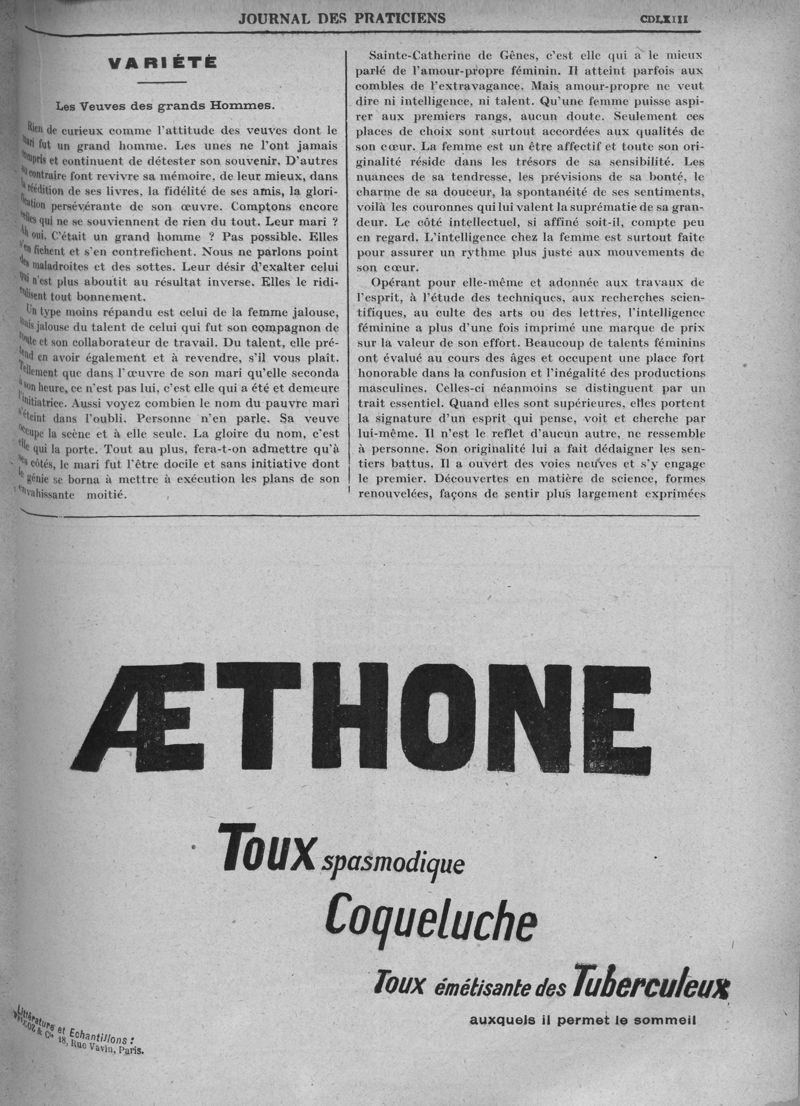 JOURNAL DES PRATICIENS
CDLXIII
VARIÉTÉ
Les Veuves des grands Hommes.
Rien de curieux comme l'attitude des veuves dont le
mari fut un grand homme. Les unes ne l'ont jamais
compris et continuent de détester son souvenir. D'autres
au contraire font revivre sa mémoire, de leur mieux, dans
la réédition de ses livres, la fidélité de ses amis, la glori-
fication persévérante de son œuvre. Comptons encore
celles qui ne se souviennent de rien du tout. Leur mari ?
Ah oui. C'était un grand homme ? Pas possible. Elles
s'en fichent et s'en contrefichent. Nous ne parlons point
des maladroites et des sottes. Leur désir d'exalter celui
qui n'est plus aboutit au résultat inverse. Elles le ridi-
culisent tout bonnement.
Un type moins répandu est celui de la femme jalouse,
mais jalouse du talent de celui qui fut son compagnon de
route et son collaborateur de travail. Du talent, elle pré-
tend en avoir également et à revendre, s'il vous plaît.
Tellement que dans l'œuvre de son mari qu'elle seconda
à son heure, ce n'est pas lui, c'est elle qui a été et demeure
l'initiatrice. Aussi voyez combien le nom du pauvre mari
s'éteint dans l'oubli. Personne n'en parle. Sa veuve
occupe la scène et à elle seule. La gloire du nom, c'est
elle qui la porte. Tout au plus, fera-t-on admettre qu'à
ses côtés, le mari fut l'être docile et sans initiative dont
le génie se borna à mettre à exécution les plans de son
envahissante moitié.
Sainte-Catherine de Gênes, c'est elle qui a le mieux
parlé de l'amour-propre féminin. Il atteint parfois aux
combles de l'extravagance. Mais amour-propre ne veut
dire ni intelligence, ni talent. Qu'une femme puisse aspi-
rer aux premiers rangs, aucun doute. Seulement ces
places de choix sont surtout accordées aux qualités de
son cœur. La femme est un être affectif et toute son ori-
ginalité réside dans les trésors de sa sensibilité. Les
nuances de sa tendresse, les prévisions de sa bonté, le
charme de sa douceur, la spontanéité de ses sentiments,
voilà les couronnes qui lui valent la suprématie de sa gran-
deur. Le côté intellectuel, si affiné soit-il, compte peu
en regard. L'intelligence chez la femme est surtout faite
pour assurer un rythme plus juste aux mouvements de
son cœur.
Opérant pour elle-même et adonnée aux travaux de
l'esprit, à l'étude des techniques, aux recherches scien-
tifiques, au culte des arts ou des lettres, l'intelligence
féminine a plus d'une fois imprimé une marque de prix
sur la valeur de son effort. Beaucoup de talents féminins
ont évalué au cours des âges et occupent une place fort
honorable dans la confusion et l'inégalité des productions
masculines. Celles-ci néanmoins se distinguent par un
trait essentiel. Quand elles sont supérieures, elles portent
la signature d'un esprit qui pense, voit et cherche par
lui-même. Il n'est le reflet d'aucun autre, ne ressemble
à personne. Son originalité lui a fait dédaigner les sen-
tiers battus. Il a ouvert des voies neuves et s'y engage
le premier. Découvertes en matière de science, formes
renouvelées, façons de sentir plus largement exprimées
ÆTHONE
Toux spasmodique
Coqueluche
Toux émétisante des Tuberculeux
auxquels il permet le sommeil
Littérature et Echantillons :
& Cie 18, Rue Vavin, Paris.